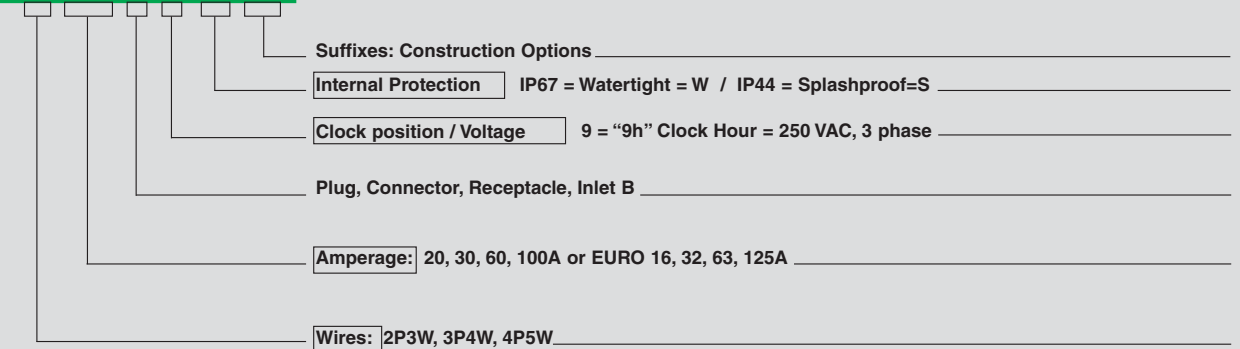 Suffixes: Construction Options
Internal Protection IP67 = Watertight = W / IP44 = Splashproof=S
Clock position / Voltage 9 = “9h” Clock Hour = 250 VAC, 3 phase
Plug, Connector, Receptacle, Inlet B
Amperage: 20, 30, 60, 100A or EURO 16, 32, 63, 125A
Wires: 2P3W, 3P4W, 4P5W